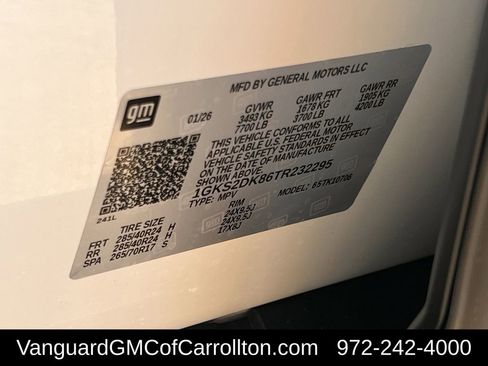 MFD BY GENERAL MOTORS LLC
gm
01/26 GVWR GAWR FRT GAWR RR
3493 KG 1678 KG 1905 KG
7700 LB 3700 LB 4200 LB
THIS VEHICLE CONFORMS TO ALL
APPLICABLE U.S. FEDERAL MOTOR
VEHICLE SAFETY STANDARDS
IN EFFECT ON THE DATE OF MANUFACTURE
SHOWN ABOVE.
1GKS2DK86TR232295
TYPE: MPV MODEL: 6STK10706
241L
TIRE SIZE RIM
FRT 285/40R24 H 24X9.5J
RR 285/40R24 H 24X9.5J
SPA 265/70R17 S 17X8J
VanguardGMCofCarrollton.com 972-242-4000